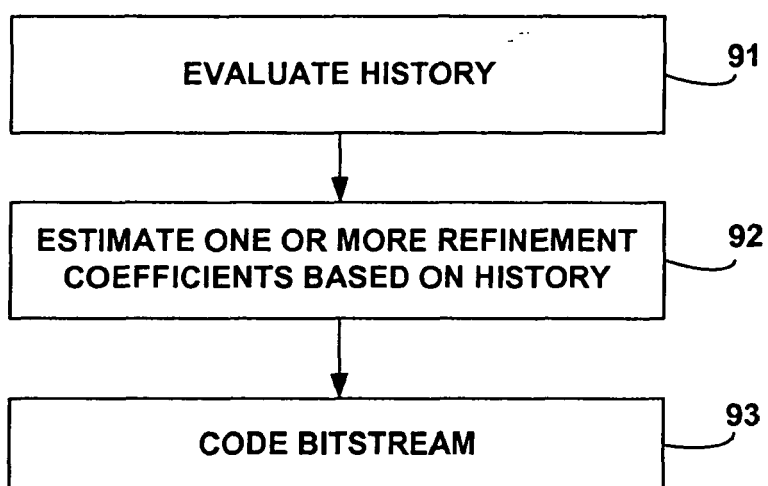 EVALUATE HISTORY
91
ESTIMATE ONE OR MORE REFINEMENT
COEFFICIENTS BASED ON HISTORY
92
CODE BITSTREAM
93